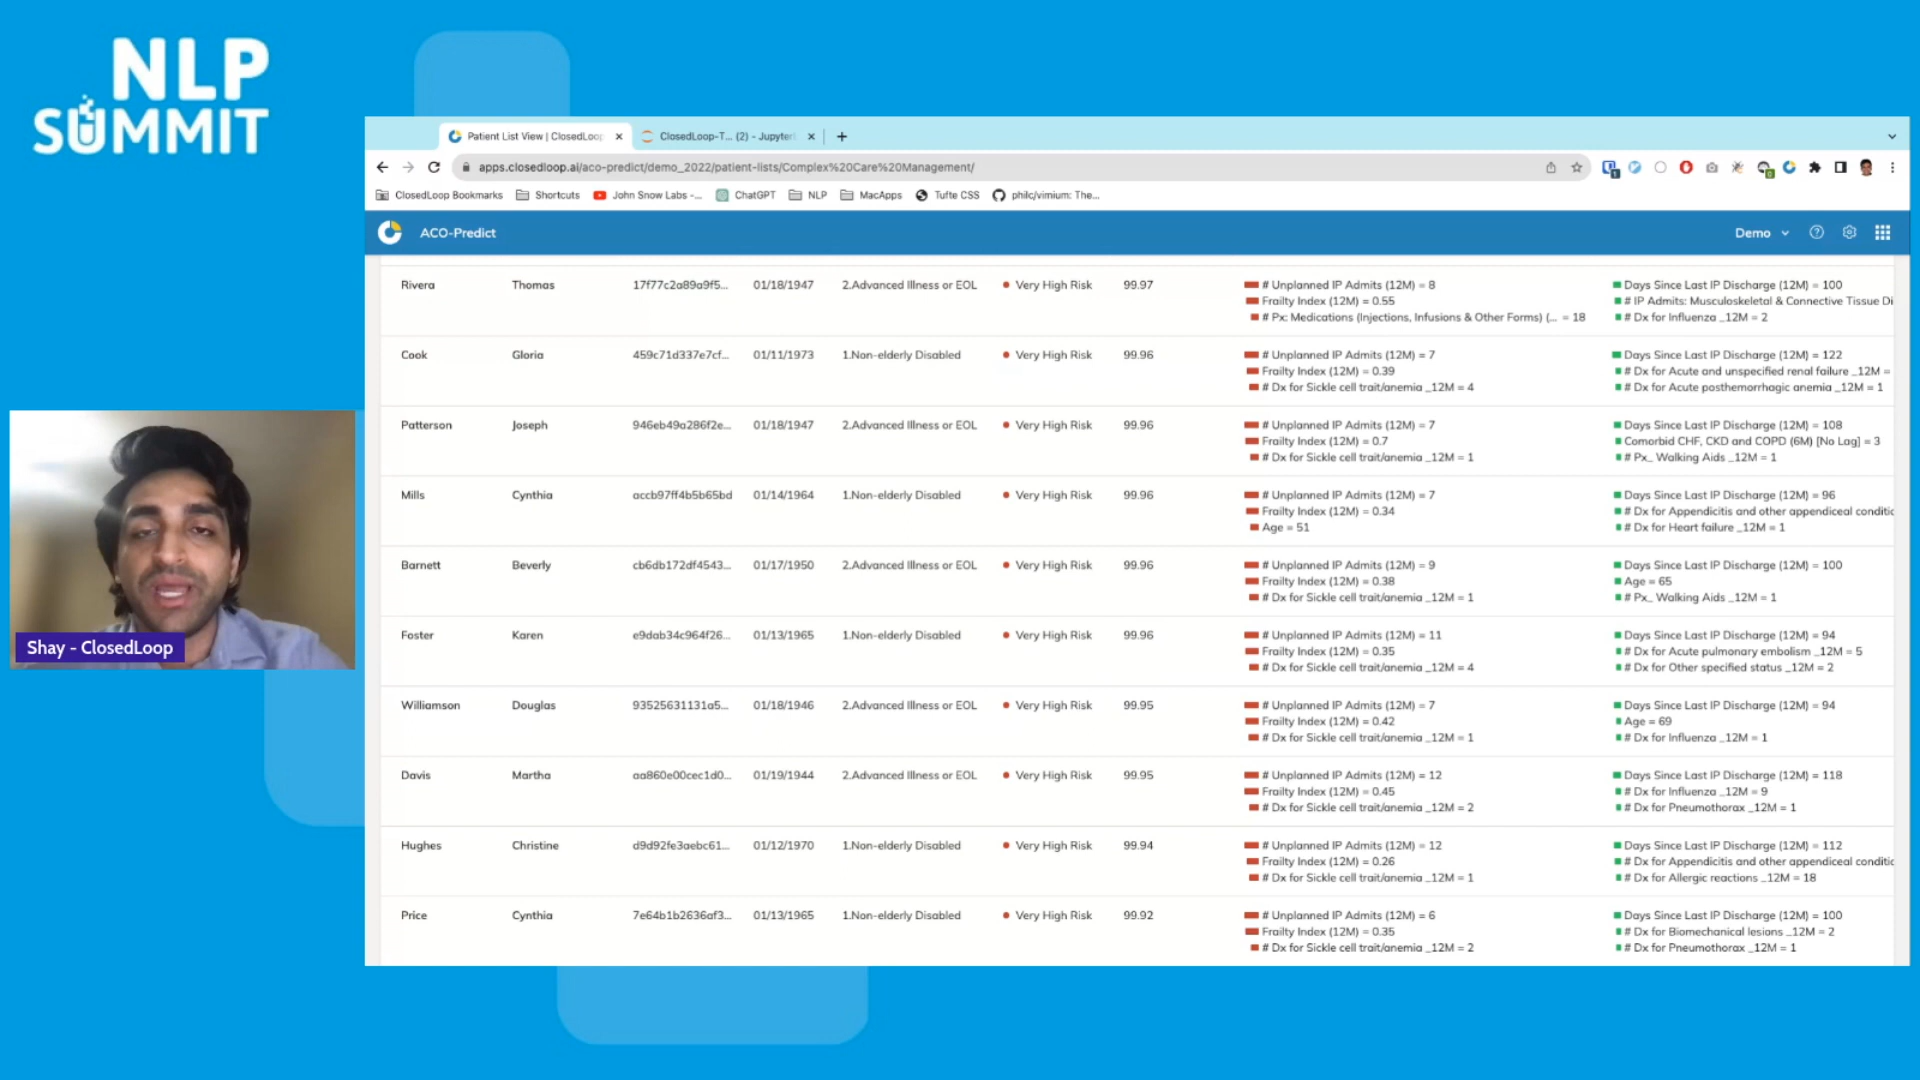 NLP
SUMMIT
Patient List View | ClosedLoop
ClosedLoop-T... (2) - Jupyter
apps.closedloop.ai/aco-predict/demo_2022/patient-lists/Complex%20Care%20Management/
ClosedLoop Bookmarks Shortcuts John Snow Labs -... ChatGPT NLP MacApps Tufte CSS philc/vimium: The...
ACO-Predict Demo
Rivera Thomas 17f77c2a89a9f5... 01/18/1947 2.Advanced Illness or EOL Very High Risk 99.97 # Unplanned IP Admits (12M) = 8 Days Since Last IP Discharge (12M) = 100
Frailty Index (12M) = 0.55 # IP Admits: Musculoskeletal & Connective Tissue Di
# Px: Medications (Injections, Infusions & Other Forms) (... = 18 # Dx for Influenza _12M = 2
Cook Gloria 459c71d337e7cf... 01/11/1973 1.Non-elderly Disabled Very High Risk 99.96 # Unplanned IP Admits (12M) = 7 Days Since Last IP Discharge (12M) = 122
Frailty Index (12M) = 0.39 # Dx for Acute and unspecified renal failure _12M =
# Dx for Sickle cell trait/anemia _12M = 4 # Dx for Acute posthemorrhagic anemia _12M = 1
Patterson Joseph 946eb49a286f2e... 01/18/1947 2.Advanced Illness or EOL Very High Risk 99.96 # Unplanned IP Admits (12M) = 7 Days Since Last IP Discharge (12M) = 108
Frailty Index (12M) = 0.7 Comorbid CHF, CKD and COPD (6M) [No Lag] = 3
# Dx for Sickle cell trait/anemia _12M = 1 # Px_ Walking Aids _12M = 1
Mills Cynthia accb97ff4b5b65bd 01/14/1964 1.Non-elderly Disabled Very High Risk 99.96 # Unplanned IP Admits (12M) = 7 Days Since Last IP Discharge (12M) = 96
Frailty Index (12M) = 0.34 # Dx for Appendicitis and other appendiceal conditic
Age = 51 # Dx for Heart failure _12M = 1
Barnett Beverly cb6db172df4543... 01/17/1950 2.Advanced Illness or EOL Very High Risk 99.96 # Unplanned IP Admits (12M) = 9 Days Since Last IP Discharge (12M) = 100
Frailty Index (12M) = 0.38 Age = 65
# Dx for Sickle cell trait/anemia _12M = 1 # Px_ Walking Aids _12M = 1
Foster Karen e9dab34c964f26... 01/13/1965 1.Non-elderly Disabled Very High Risk 99.96 # Unplanned IP Admits (12M) = 11 Days Since Last IP Discharge (12M) = 94
Frailty Index (12M) = 0.35 # Dx for Acute pulmonary embolism _12M = 5
# Dx for Sickle cell trait/anemia _12M = 4 # Dx for Other specified status _12M = 2
Shay - ClosedLoop
Williamson Douglas 93525631131a5... 01/18/1946 2.Advanced Illness or EOL Very High Risk 99.95 # Unplanned IP Admits (12M) = 7 Days Since Last IP Discharge (12M) = 94
Frailty Index (12M) = 0.42 Age = 69
# Dx for Sickle cell trait/anemia _12M = 1 # Dx for Influenza _12M = 1
Davis Martha aa860e00cec1d0... 01/19/1944 2.Advanced Illness or EOL Very High Risk 99.95 # Unplanned IP Admits (12M) = 12 Days Since Last IP Discharge (12M) = 118
Frailty Index (12M) = 0.45 # Dx for Influenza _12M = 9
# Dx for Sickle cell trait/anemia _12M = 2 # Dx for Pneumothorax _12M = 1
Hughes Christine d9d92fe3aebc61... 01/12/1970 1.Non-elderly Disabled Very High Risk 99.94 # Unplanned IP Admits (12M) = 12 Days Since Last IP Discharge (12M) = 112
Frailty Index (12M) = 0.26 # Dx for Appendicitis and other appendiceal conditic
# Dx for Sickle cell trait/anemia _12M = 1 # Dx for Allergic reactions _12M = 18
Price Cynthia 7e64b1b2636af3... 01/13/1965 1.Non-elderly Disabled Very High Risk 99.92 # Unplanned IP Admits (12M) = 6 Days Since Last IP Discharge (12M) = 100
Frailty Index (12M) = 0.35 # Dx for Biomechanical lesions _12M = 2
# Dx for Sickle cell trait/anemia _12M = 2 # Dx for Pneumothorax _12M = 1